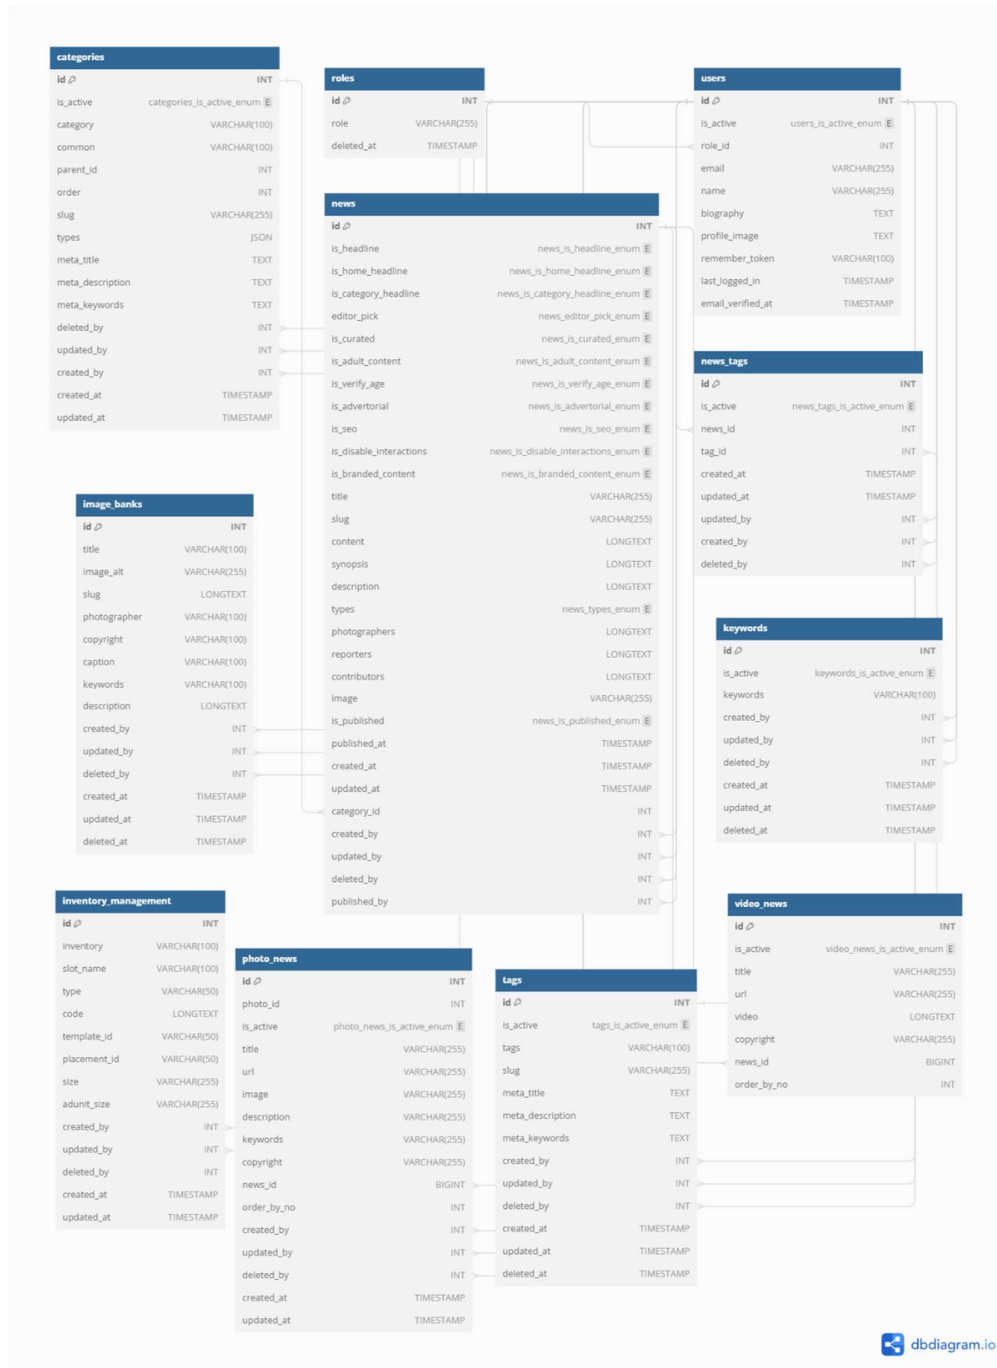 categories
id INT
is_active categories_is_active_enum E
category VARCHAR(100)
common VARCHAR(100)
parent_id INT
order INT
slug VARCHAR(255)
types JSON
meta_title TEXT
meta_description TEXT
meta_keywords TEXT
deleted_by INT
updated_by INT
created_by INT
created_at TIMESTAMP
updated_at TIMESTAMP
roles
id INT
role VARCHAR(255)
deleted_at TIMESTAMP
users
id INT
is_active users_is_active_enum E
role_id INT
email VARCHAR(255)
name VARCHAR(255)
biography TEXT
profile_image TEXT
remember_token VARCHAR(100)
last_logged_in TIMESTAMP
email_verified_at TIMESTAMP
news
id INT
is_headline news_is_headline_enum E
is_home_headline news_is_home_headline_enum E
is_category_headline news_is_category_headline_enum E
editor_pick news_editor_pick_enum E
is_curated news_is_curated_enum E
is_adult_content news_is_adult_content_enum E
is_verify_age news_is_verify_age_enum E
is_advertorial news_is_advertorial_enum E
is_seo news_is_seo_enum E
is_disable_interactions news_is_disable_interactions_enum E
is_branded_content news_is_branded_content_enum E
title VARCHAR(255)
slug VARCHAR(255)
content LONGTEXT
synopsis LONGTEXT
description LONGTEXT
types news_types_enum E
photographers LONGTEXT
reporters LONGTEXT
contributors LONGTEXT
image VARCHAR(255)
is_published news_is_published_enum E
published_at TIMESTAMP
created_at TIMESTAMP
updated_at TIMESTAMP
category_id INT
created_by INT
updated_by INT
deleted_by INT
published_by INT
news_tags
id INT
is_active news_tags_is_active_enum E
news_id INT
tag_id INT
created_at TIMESTAMP
updated_at TIMESTAMP
updated_by INT
created_by INT
deleted_by INT
image_banks
id INT
title VARCHAR(100)
image_alt VARCHAR(255)
slug LONGTEXT
photographer VARCHAR(100)
copyright VARCHAR(100)
caption VARCHAR(100)
keywords VARCHAR(100)
description LONGTEXT
created_by INT
updated_by INT
deleted_by INT
created_at TIMESTAMP
updated_at TIMESTAMP
deleted_at TIMESTAMP
keywords
id INT
is_active keywords_is_active_enum E
keywords VARCHAR(100)
created_by INT
updated_by INT
deleted_by INT
created_at TIMESTAMP
updated_at TIMESTAMP
deleted_at TIMESTAMP
inventory_management
id INT
inventory VARCHAR(100)
slot_name VARCHAR(100)
type VARCHAR(50)
code LONGTEXT
template_id VARCHAR(50)
placement_id VARCHAR(50)
size VARCHAR(255)
adunit_size VARCHAR(255)
created_by INT
updated_by INT
deleted_by INT
created_at TIMESTAMP
updated_at TIMESTAMP
photo_news
id INT
photo_id INT
is_active photo_news_is_active_enum E
title VARCHAR(255)
url VARCHAR(255)
image VARCHAR(255)
description VARCHAR(255)
keywords VARCHAR(255)
copyright VARCHAR(255)
news_id BIGINT
order_by_no INT
created_by INT
updated_by INT
deleted_by INT
created_at TIMESTAMP
updated_at TIMESTAMP
tags
id INT
is_active tags_is_active_enum E
tags VARCHAR(100)
slug VARCHAR(255)
meta_title TEXT
meta_description TEXT
meta_keywords TEXT
created_by INT
updated_by INT
deleted_by INT
created_at TIMESTAMP
updated_at TIMESTAMP
deleted_at TIMESTAMP
video_news
id INT
is_active video_news_is_active_enum E
title VARCHAR(255)
url VARCHAR(255)
video LONGTEXT
copyright VARCHAR(255)
news_id BIGINT
order_by_no INT
dbdiagram.io